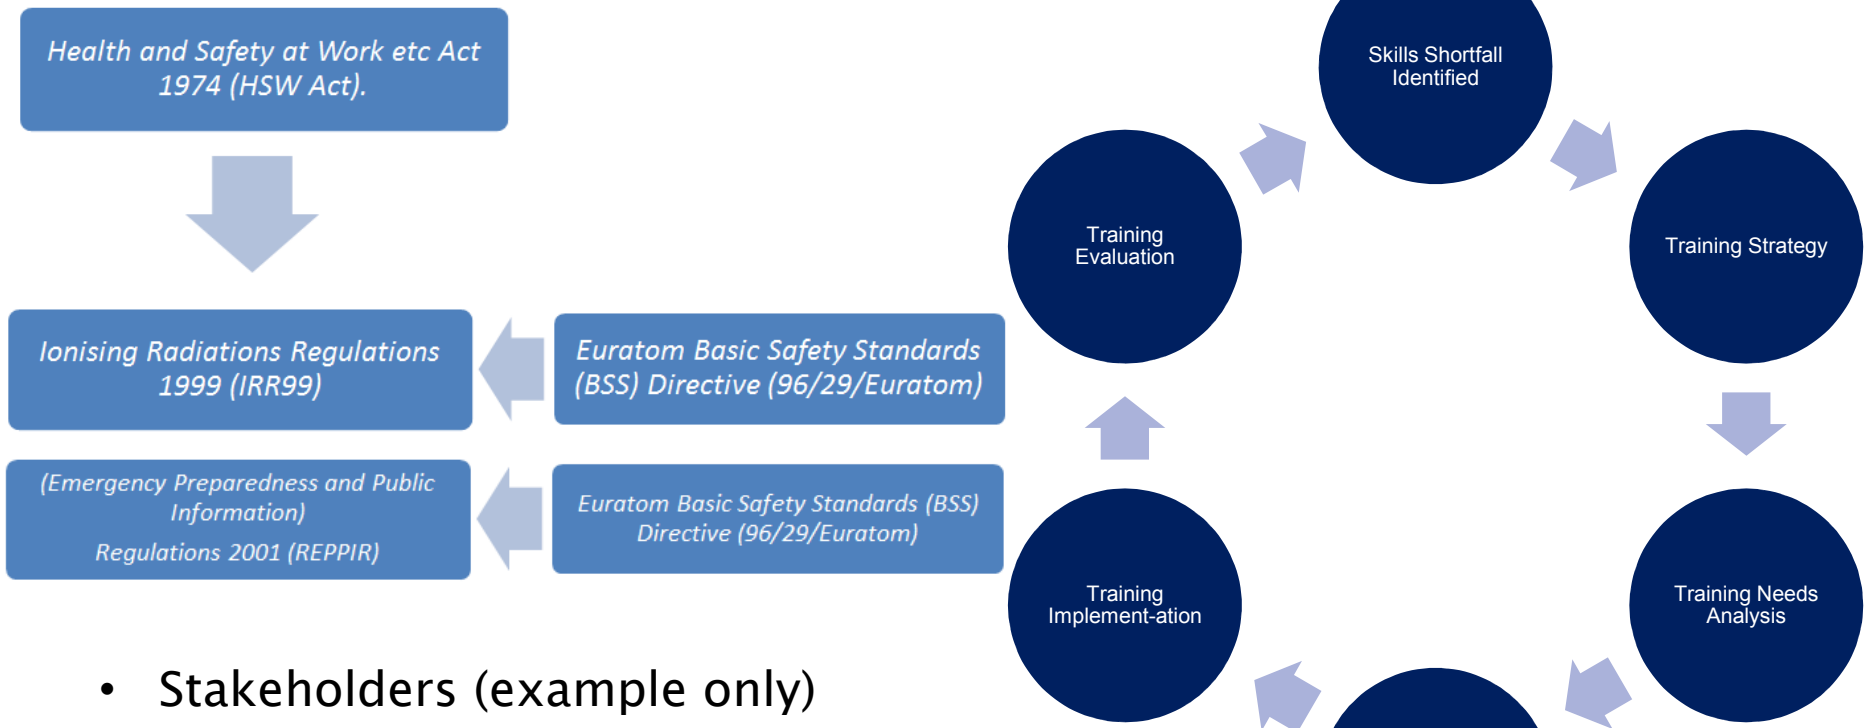 Health and Safety at Work etc Act
1974 (HSW Act).
Ionising Radiations Regulations
1999 (IRR99)
Euratom Basic Safety Standards
(BSS) Directive (96/29/Euratom)
(Emergency Preparedness and Public
Information)
Regulations 2001 (REPPIR)
Euratom Basic Safety Standards (BSS)
Directive (96/29/Euratom)
• Stakeholders (example only)
Skills Shortfall
Identified
Training Strategy
Training Needs
Analysis
Training
Implement-ation
Training
Evaluation